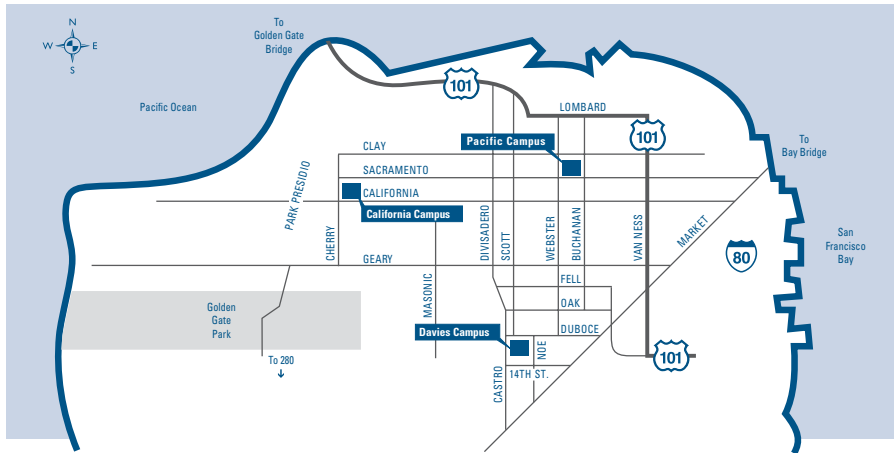 N
W E
S
To
Golden Gate
Bridge
Pacific Ocean
101
LOMBARD
101
To
Bay Bridge
CLAY
Pacific Campus
SACRAMENTO
PARK PRESIDIO
CALIFORNIA
California Campus
CHERRY
DIVISADERO
SCOTT
WEBSTER
BUCHANAN
VAN NESS
MARKET
San
Francisco
Bay
80
GEARY
MASONIC
FELL
OAK
Golden
Gate
Park
Davies Campus
DUBOCE
NOE
101
To 280
CASTRO
14TH ST.